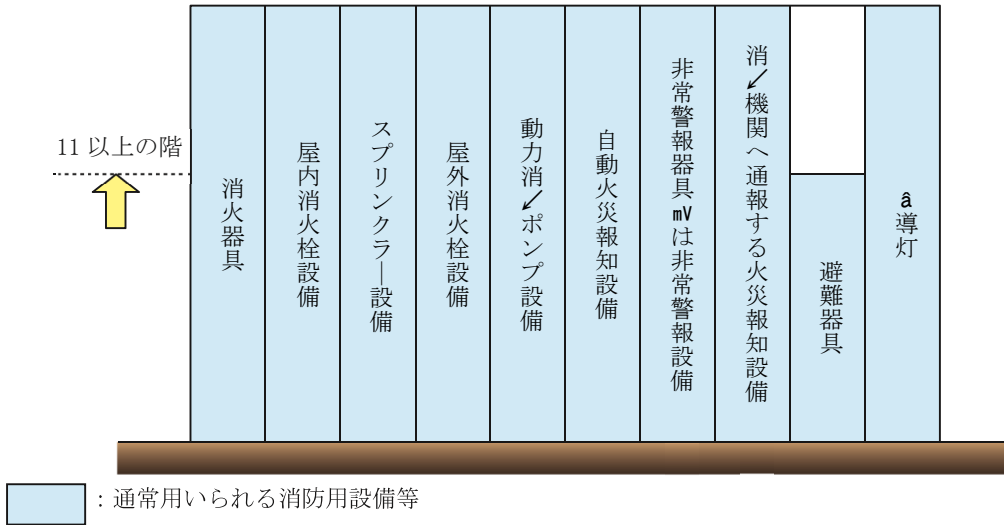 11 以上の階
消火器具
屋内消火栓設備
スプリンクラ―設備
屋外消火栓設備
動力消✓ポンプ設備
自動火災報知設備
非常警報器具㎷は非常警報設備
消✓機関へ通報する火災報知設備
避難器具
â導灯
：通常用いられる消防用設備等